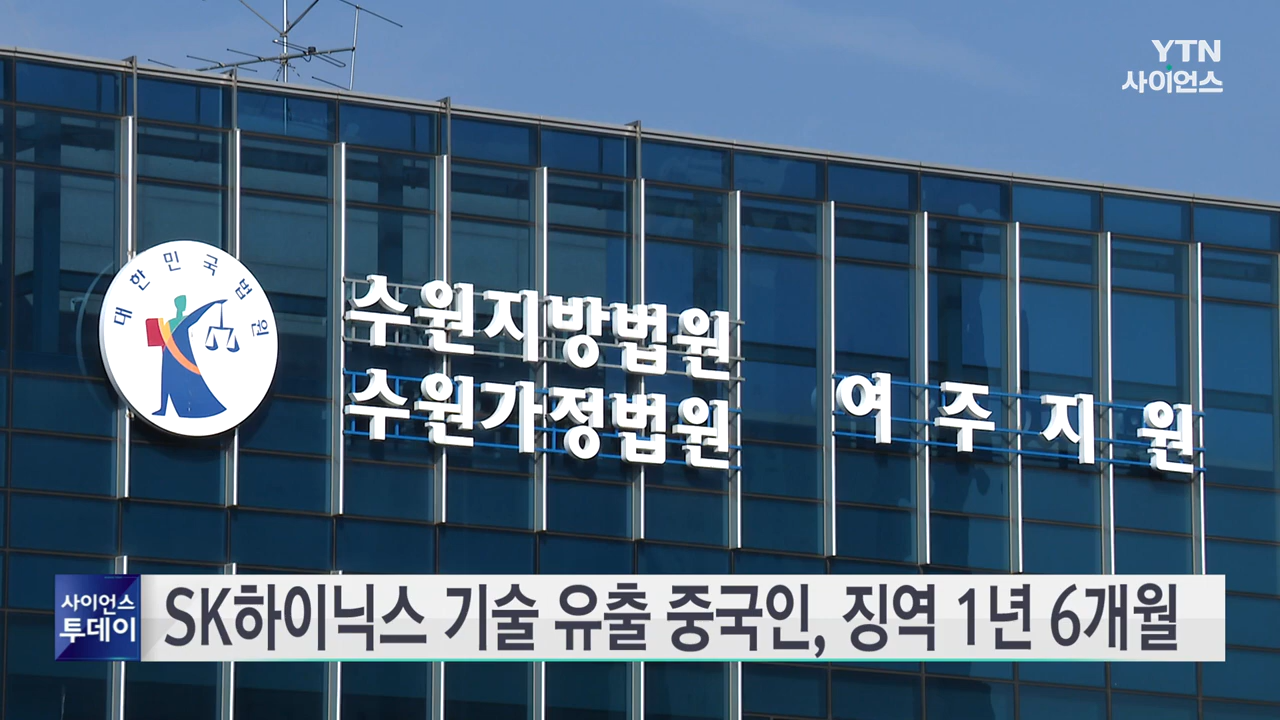 YTN
사이언스
대한민국법원
수원지방법원
수원가정법원 여주지원
사이언스
투데이
SK하이닉스 기술 유출 중국인, 징역 1년 6개월